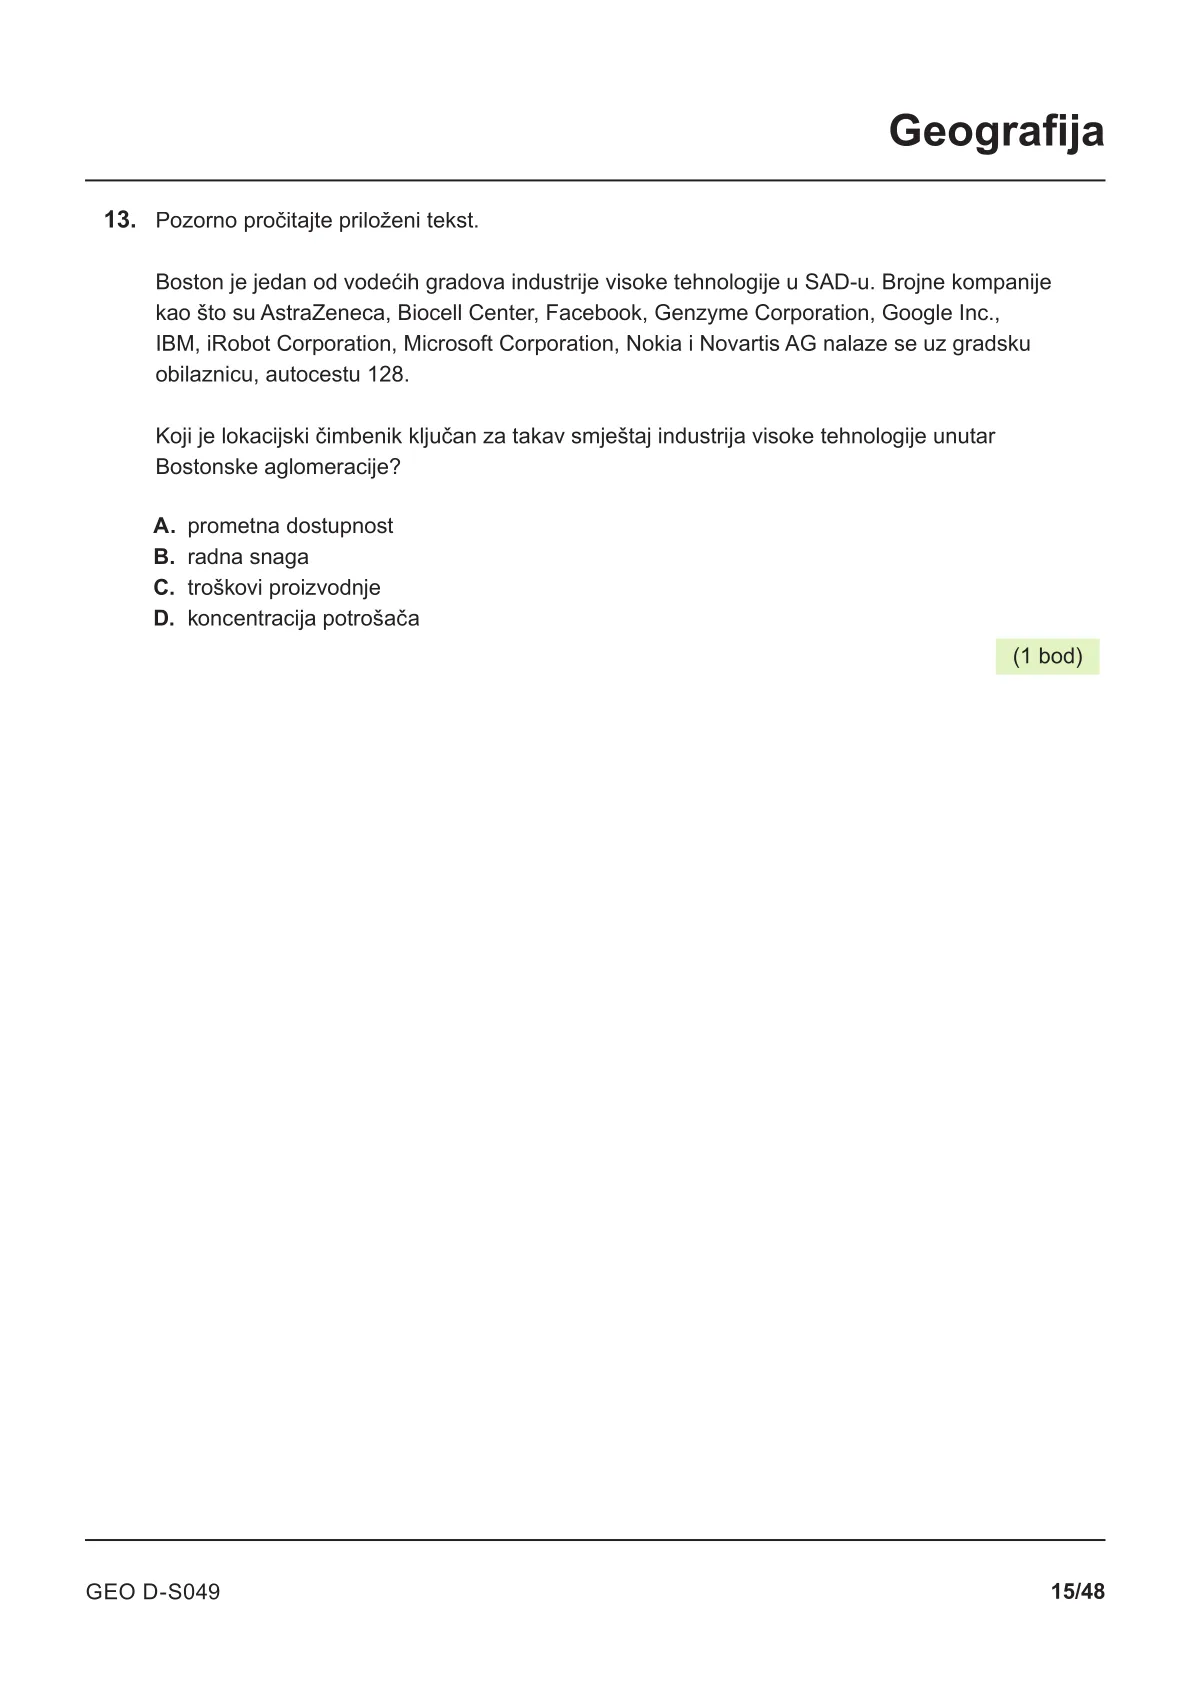 Geografija
13. Pozorno pročitajte priloženi tekst.
Boston je jedan od vodećih gradova industrije visoke tehnologije u SAD-u. Brojne kompanije
kao što su AstraZeneca, Biocell Center, Facebook, Genzyme Corporation, Google Inc.,
IBM, iRobot Corporation, Microsoft Corporation, Nokia i Novartis AG nalaze se uz gradsku
obilaznicu, autocestu 128.
Koji je lokacijski čimbenik ključan za takav smještaj industrija visoke tehnologije unutar
Bostonske aglomeracije?
A. prometna dostupnost
B. radna snaga
C. troškovi proizvodnje
D. koncentracija potrošača
(1 bod)
GEO D-S049
15/48